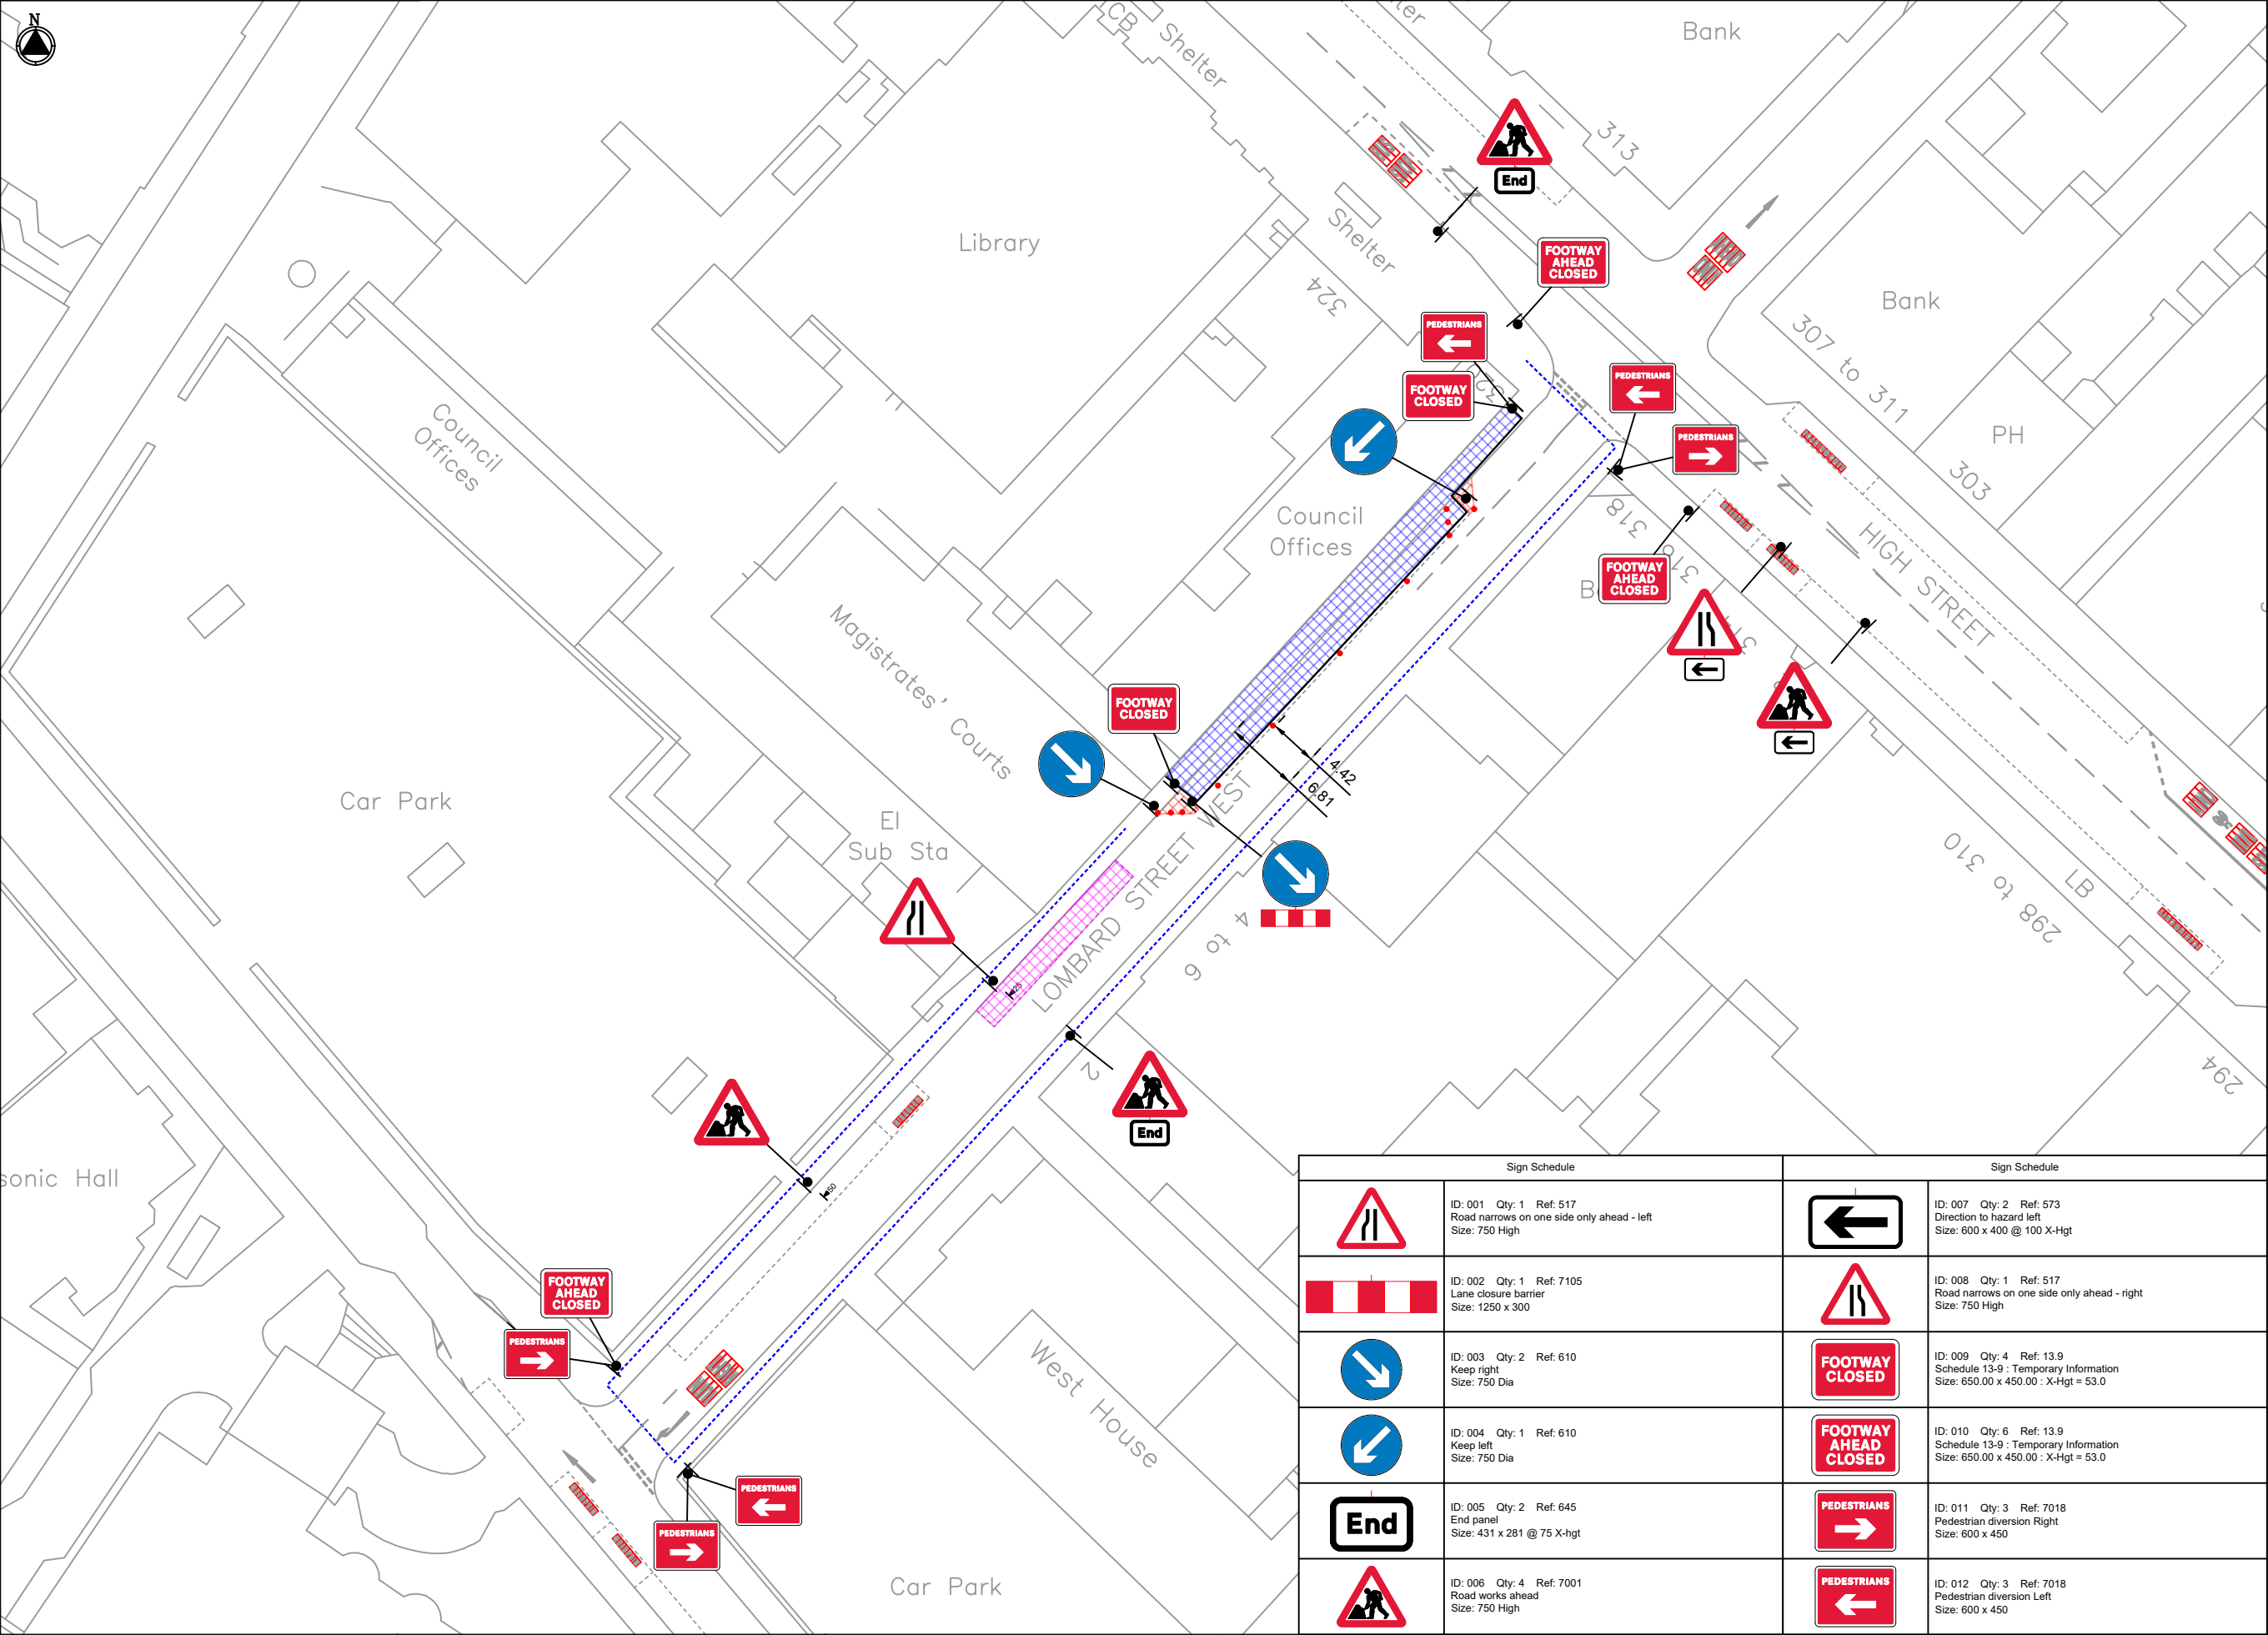 N
CB Shelter
Bank
313
End
Library
Shelter
324
FOOTWAY
AHEAD
CLOSED
Bank
307 to 311
PEDESTRIANS
320
FOOTWAY
CLOSED
PEDESTRIANS
PEDESTRIANS
PH
303
Council
Offices
Council
Offices
318
316
HIGH STREET
FOOTWAY
AHEAD
CLOSED
Magistrates' Courts
FOOTWAY
CLOSED
4.42
6.81
Car Park
El
Sub Sta
LOMBARD STREET WEST
4 to 6
298 to 310
LB
294
25
2
End
50
sonic Hall
FOOTWAY
AHEAD
CLOSED
PEDESTRIANS
West House
PEDESTRIANS
PEDESTRIANS
Car Park
Sign Schedule
ID: 001 Qty: 1 Ref: 517
Road narrows on one side only ahead - left
Size: 750 High
ID: 002 Qty: 1 Ref: 7105
Lane closure barrier
Size: 1250 x 300
ID: 003 Qty: 2 Ref: 610
Keep right
Size: 750 Dia
ID: 004 Qty: 1 Ref: 610
Keep left
Size: 750 Dia
End
ID: 005 Qty: 2 Ref: 645
End panel
Size: 431 x 281 @ 75 X-hgt
ID: 006 Qty: 4 Ref: 7001
Road works ahead
Size: 750 High
Sign Schedule
ID: 007 Qty: 2 Ref: 573
Direction to hazard left
Size: 600 x 400 @ 100 X-Hgt
ID: 008 Qty: 1 Ref: 517
Road narrows on one side only ahead - right
Size: 750 High
FOOTWAY
CLOSED
ID: 009 Qty: 4 Ref: 13.9
Schedule 13-9 : Temporary Information
Size: 650.00 x 450.00 : X-Hgt = 53.0
FOOTWAY
AHEAD
CLOSED
ID: 010 Qty: 6 Ref: 13.9
Schedule 13-9 : Temporary Information
Size: 650.00 x 450.00 : X-Hgt = 53.0
PEDESTRIANS
ID: 011 Qty: 3 Ref: 7018
Pedestrian diversion Right
Size: 600 x 450
PEDESTRIANS
ID: 012 Qty: 3 Ref: 7018
Pedestrian diversion Left
Size: 600 x 450